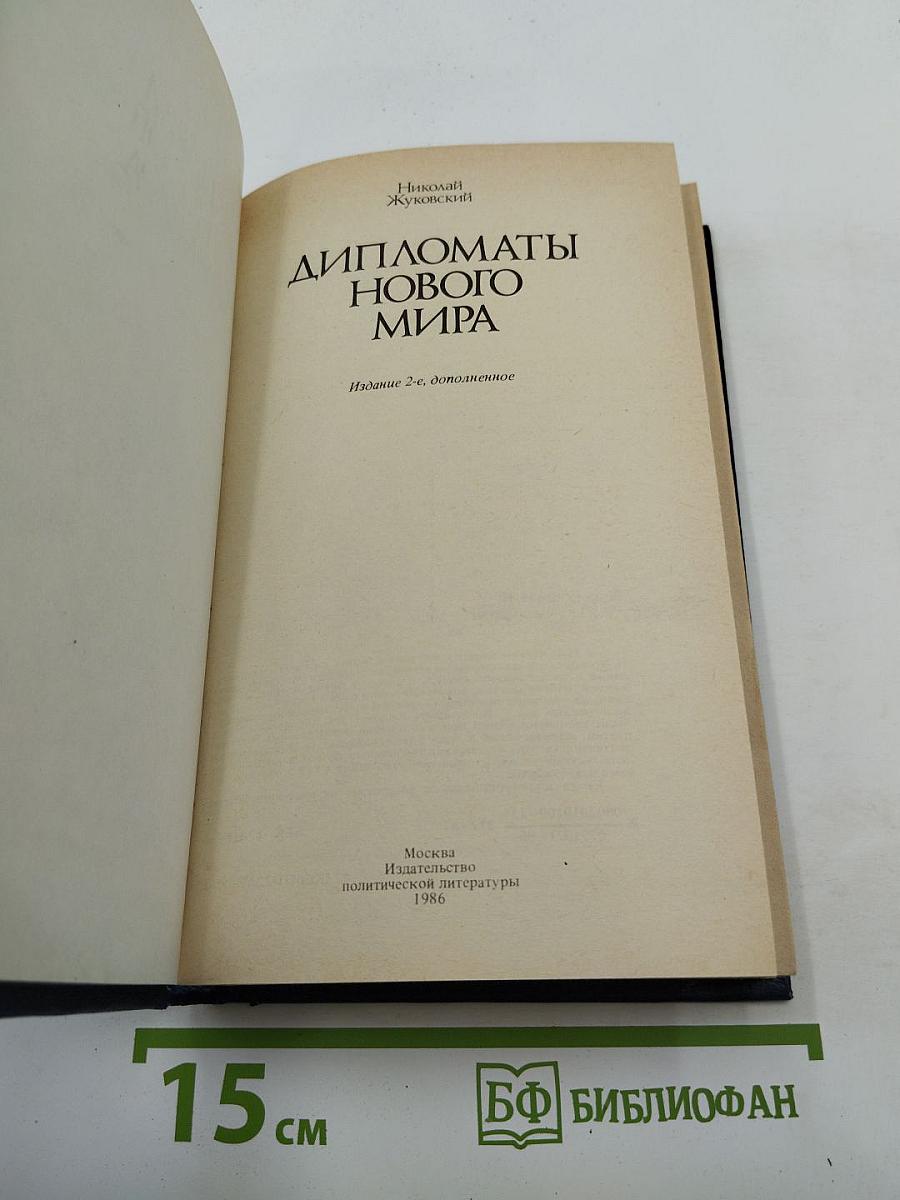 Николай
Жуковский
ДИПЛОМАТЫ
НОВОГО
МИРА
Издание 2-е, дополненное
Москва
Издательство
политической литературы
1986
15 см
БФ БИБЛИОФАН